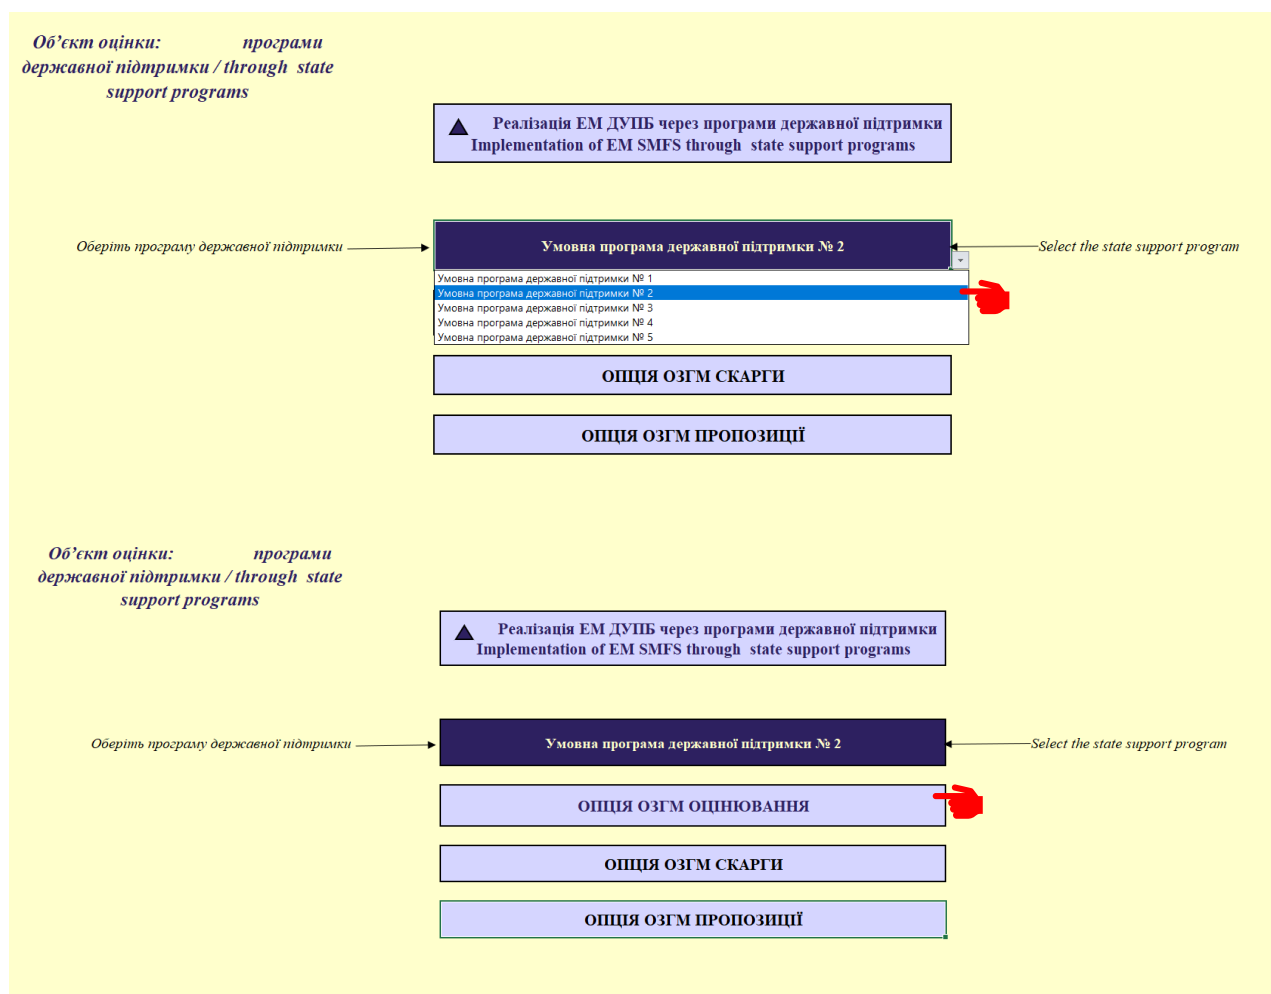 Об’єкт оцінки: програми
державної підтримки / through state
support programs
Реалізація ЕМ ДУПБ через програми державної підтримки
Implementation of EM SMFS through state support programs
Оберіть програму державної підтримки
Умовна програма державної підтримки № 2
Select the state support program
Умовна програма державної підтримки № 1
Умовна програма державної підтримки № 2
Умовна програма державної підтримки № 3
Умовна програма державної підтримки № 4
Умовна програма державної підтримки № 5
ОПЦІЯ ОЗГМ СКАРГИ
ОПЦІЯ ОЗГМ ПРОПОЗИЦІЇ
Об’єкт оцінки: програми
державної підтримки / through state
support programs
Реалізація ЕМ ДУПБ через програми державної підтримки
Implementation of EM SMFS through state support programs
Оберіть програму державної підтримки
Умовна програма державної підтримки № 2
Select the state support program
ОПЦІЯ ОЗГМ ОЦІНЮВАННЯ
ОПЦІЯ ОЗГМ СКАРГИ
ОПЦІЯ ОЗГМ ПРОПОЗИЦІЇ